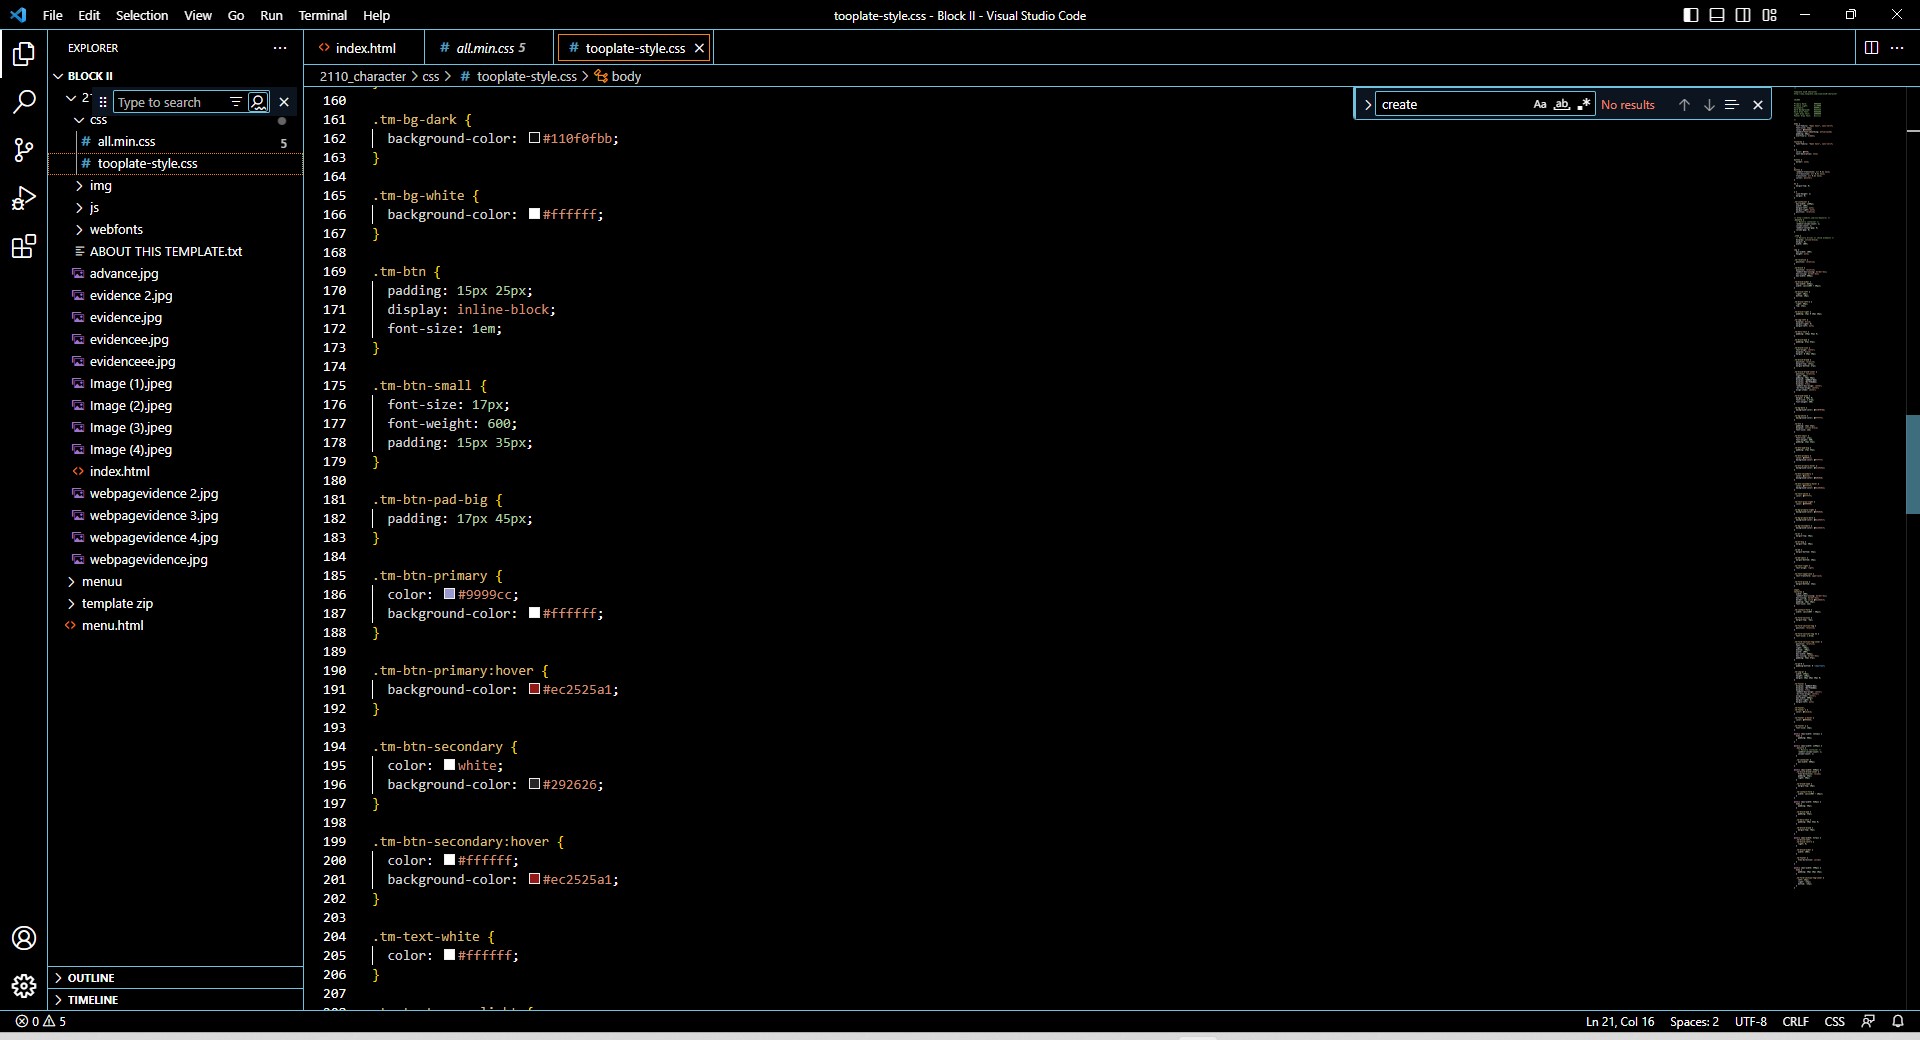 File Edit Selection View Go Run Terminal Help
tooplate-style.css - Block II - Visual Studio Code
EXPLORER
index.html
# all.min.css 5
# tooplate-style.css
BLOCK II
2110_character > css > # tooplate-style.css > body
2
Type to search
create
Aa ab .*
No results
css
# all.min.css 5
# tooplate-style.css
img
js
webfonts
ABOUT THIS TEMPLATE.txt
advance.jpg
evidence 2.jpg
evidence.jpg
evidencee.jpg
evidenceee.jpg
Image (1).jpeg
Image (2).jpeg
Image (3).jpeg
Image (4).jpeg
index.html
webpagevidence 2.jpg
webpagevidence 3.jpg
webpagevidence 4.jpg
webpagevidence.jpg
menuu
template zip
menu.html
OUTLINE
TIMELINE
160
161 .tm-bg-dark {
162 background-color: #110f0fbb;
163 }
164
165 .tm-bg-white {
166 background-color: #ffffff;
167 }
168
169 .tm-btn {
170 padding: 15px 25px;
171 display: inline-block;
172 font-size: 1em;
173 }
174
175 .tm-btn-small {
176 font-size: 17px;
177 font-weight: 600;
178 padding: 15px 35px;
179 }
180
181 .tm-btn-pad-big {
182 padding: 17px 45px;
183 }
184
185 .tm-btn-primary {
186 color: #9999cc;
187 background-color: #ffffff;
188 }
189
190 .tm-btn-primary:hover {
191 background-color: #ec2525a1;
192 }
193
194 .tm-btn-secondary {
195 color: white;
196 background-color: #292626;
197 }
198
199 .tm-btn-secondary:hover {
200 color: #ffffff;
201 background-color: #ec2525a1;
202 }
203
204 .tm-text-white {
205 color: #ffffff;
206 }
207
0 5
Ln 21, Col 16 Spaces: 2 UTF-8 CRLF CSS